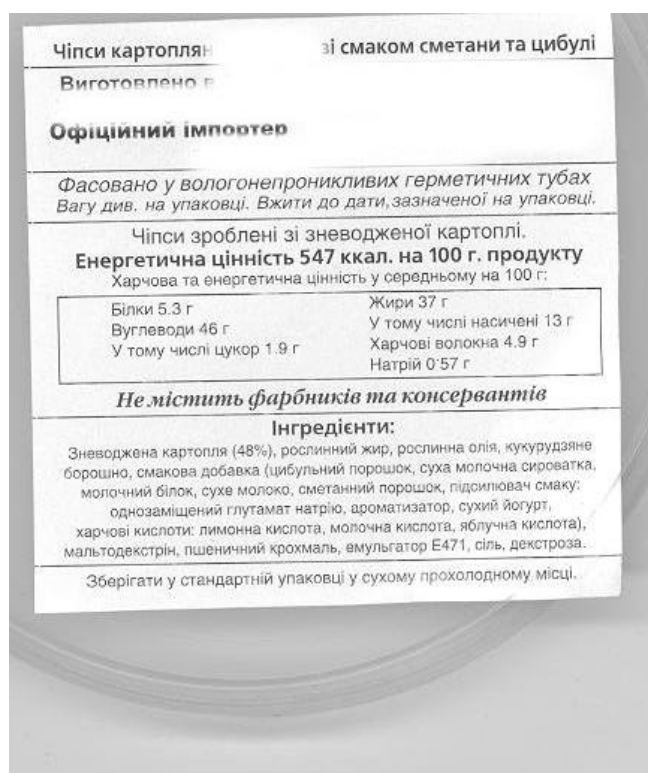 Чіпси картоплян зі смаком сметани та цибулі
Виготовлено в
Офіційний імпортер
Фасовано у вологонепроникливих герметичних тубах
Вагу див. на упаковці. Вжити до дати, зазначеної на упаковці.
Чіпси зроблені зі зневодженої картоплі.
Енергетична цінність 547 ккал. на 100 г. продукту
Харчова та енергетична цінність у середньому на 100 г:
Білки 5.3 г
Вуглеводи 46 г
У тому числі цукор 1.9 г
Жири 37 г
У тому числі насичені 13 г
Харчові волокна 4.9 г
Натрій 0'57 г
Не містить фарбників та консервантів
Інгредієнти:
Зневоджена картопля (48%), рослинний жир, рослинна олія, кукурудзяне
борошно, смакова добавка (цибульний порошок, суха молочна сироватка,
молочний білок, сухе молоко, сметанний порошок, підсилювач смаку:
однозаміщений глутамат натрію, ароматизатор, сухий йогурт,
харчові кислоти: лимонна кислота, молочна кислота, яблучна кислота),
мальтодекстрін, пшеничний крохмаль, емульгатор Е471, сіль, декстроза.
Зберігати у стандартній упаковці у сухому прохолодному місці.